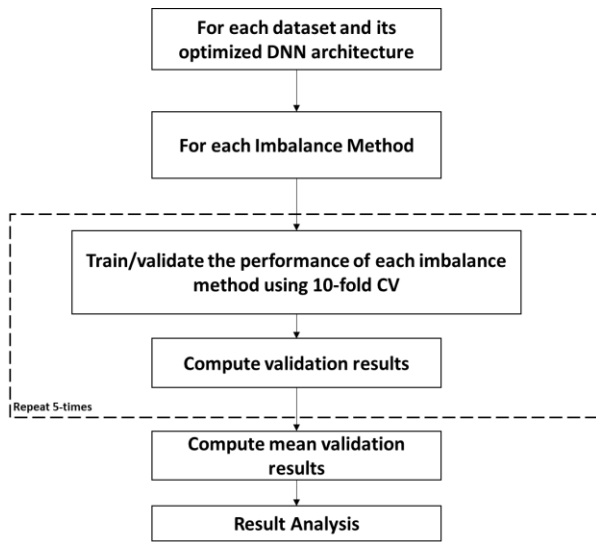 For each dataset and its
optimized DNN architecture
For each Imbalance Method
Train/validate the performance of each imbalance
method using 10-fold CV
Compute validation results
Repeat 5-times
Compute mean validation
results
Result Analysis